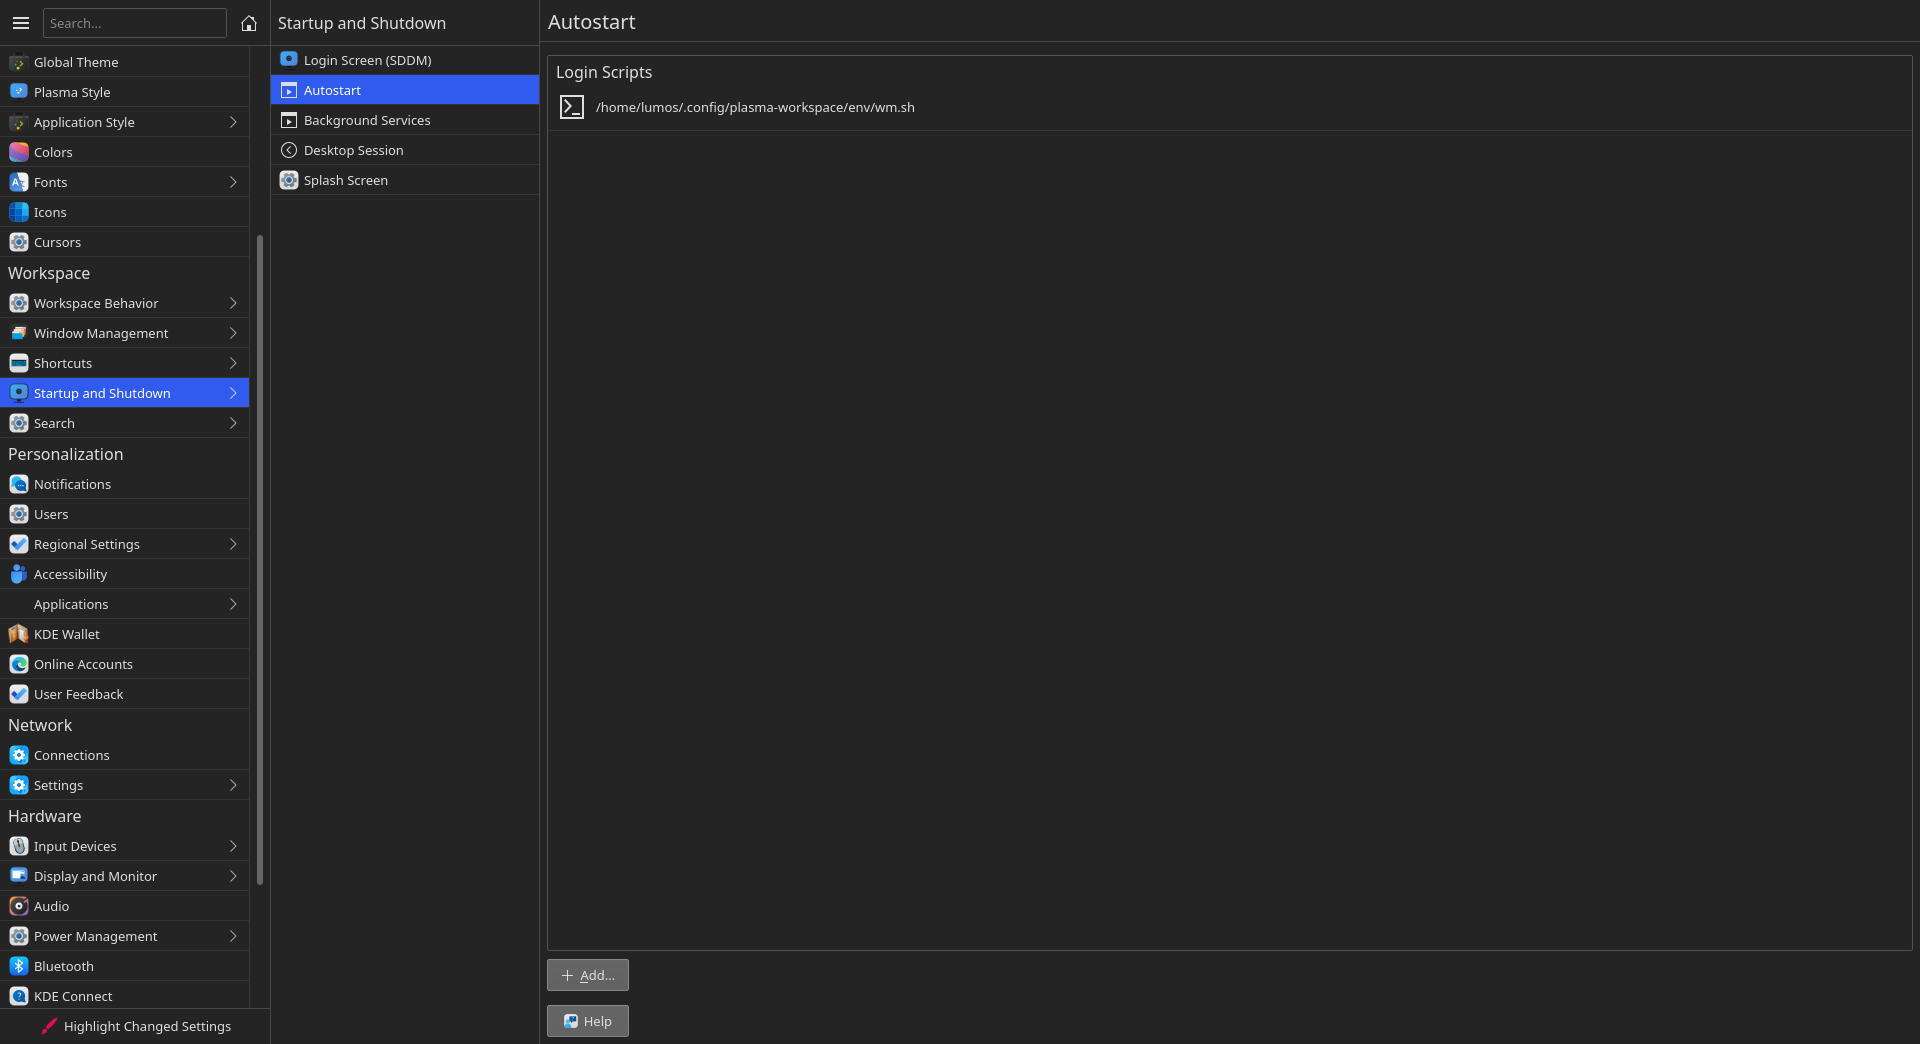 Search...
Global Theme
Plasma Style
Application Style
Colors
Fonts
Icons
Cursors
Workspace
Workspace Behavior
Window Management
Shortcuts
Startup and Shutdown
Search
Personalization
Notifications
Users
Regional Settings
Accessibility
Applications
KDE Wallet
Online Accounts
User Feedback
Network
Connections
Settings
Hardware
Input Devices
Display and Monitor
Audio
Power Management
Bluetooth
KDE Connect
Highlight Changed Settings
Startup and Shutdown
Login Screen (SDDM)
Autostart
Background Services
Desktop Session
Splash Screen
Autostart
Login Scripts
/home/lumos/.config/plasma-workspace/env/wm.sh
Add...
Help